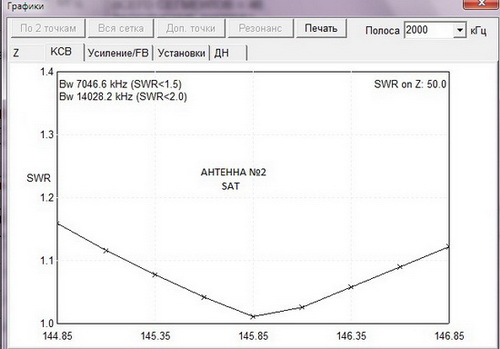 Графики
По 2 точкам Вся сетка Доп. точки Резонанс Печать Полоса 2000 кГц
Z КСВ Усиление/FB Установки ДН
1.4
Bw 7046.6 kHz (SWR<1.5) SWR on Z: 50.0
Bw 14028.2 kHz (SWR<2.0)
1.3
АНТЕННА №2
SWR
SAT
1.2
1.1
1.0
144.85 145.35 145.85 146.35 146.85